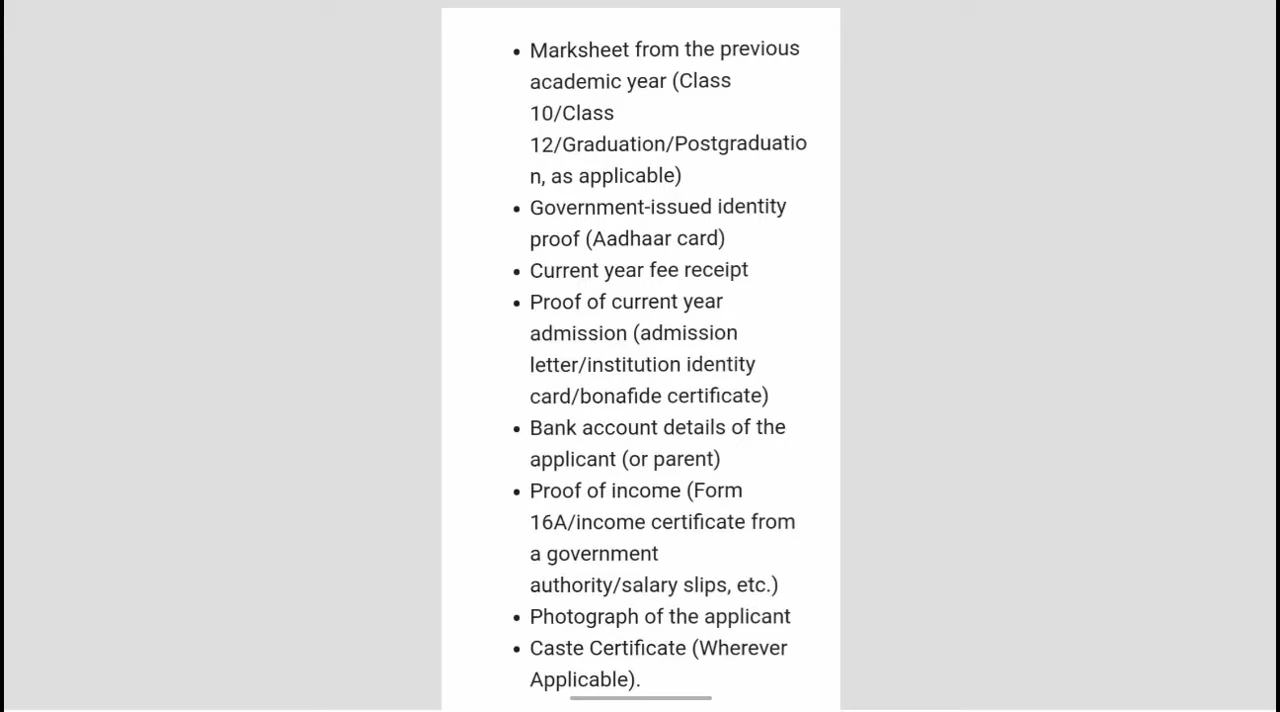 • Marksheet from the previous
academic year (Class
10/Class
12/Graduation/Postgraduatio
n, as applicable)
• Government-issued identity
proof (Aadhaar card)
• Current year fee receipt
• Proof of current year
admission (admission
letter/institution identity
card/bonafide certificate)
• Bank account details of the
applicant (or parent)
• Proof of income (Form
16A/income certificate from
a government
authority/salary slips, etc.)
• Photograph of the applicant
• Caste Certificate (Wherever
Applicable).